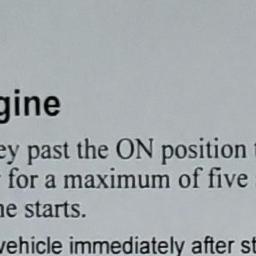 gine
ey past the ON position
for a maximum of five
ne starts.
vehicle immediately after st